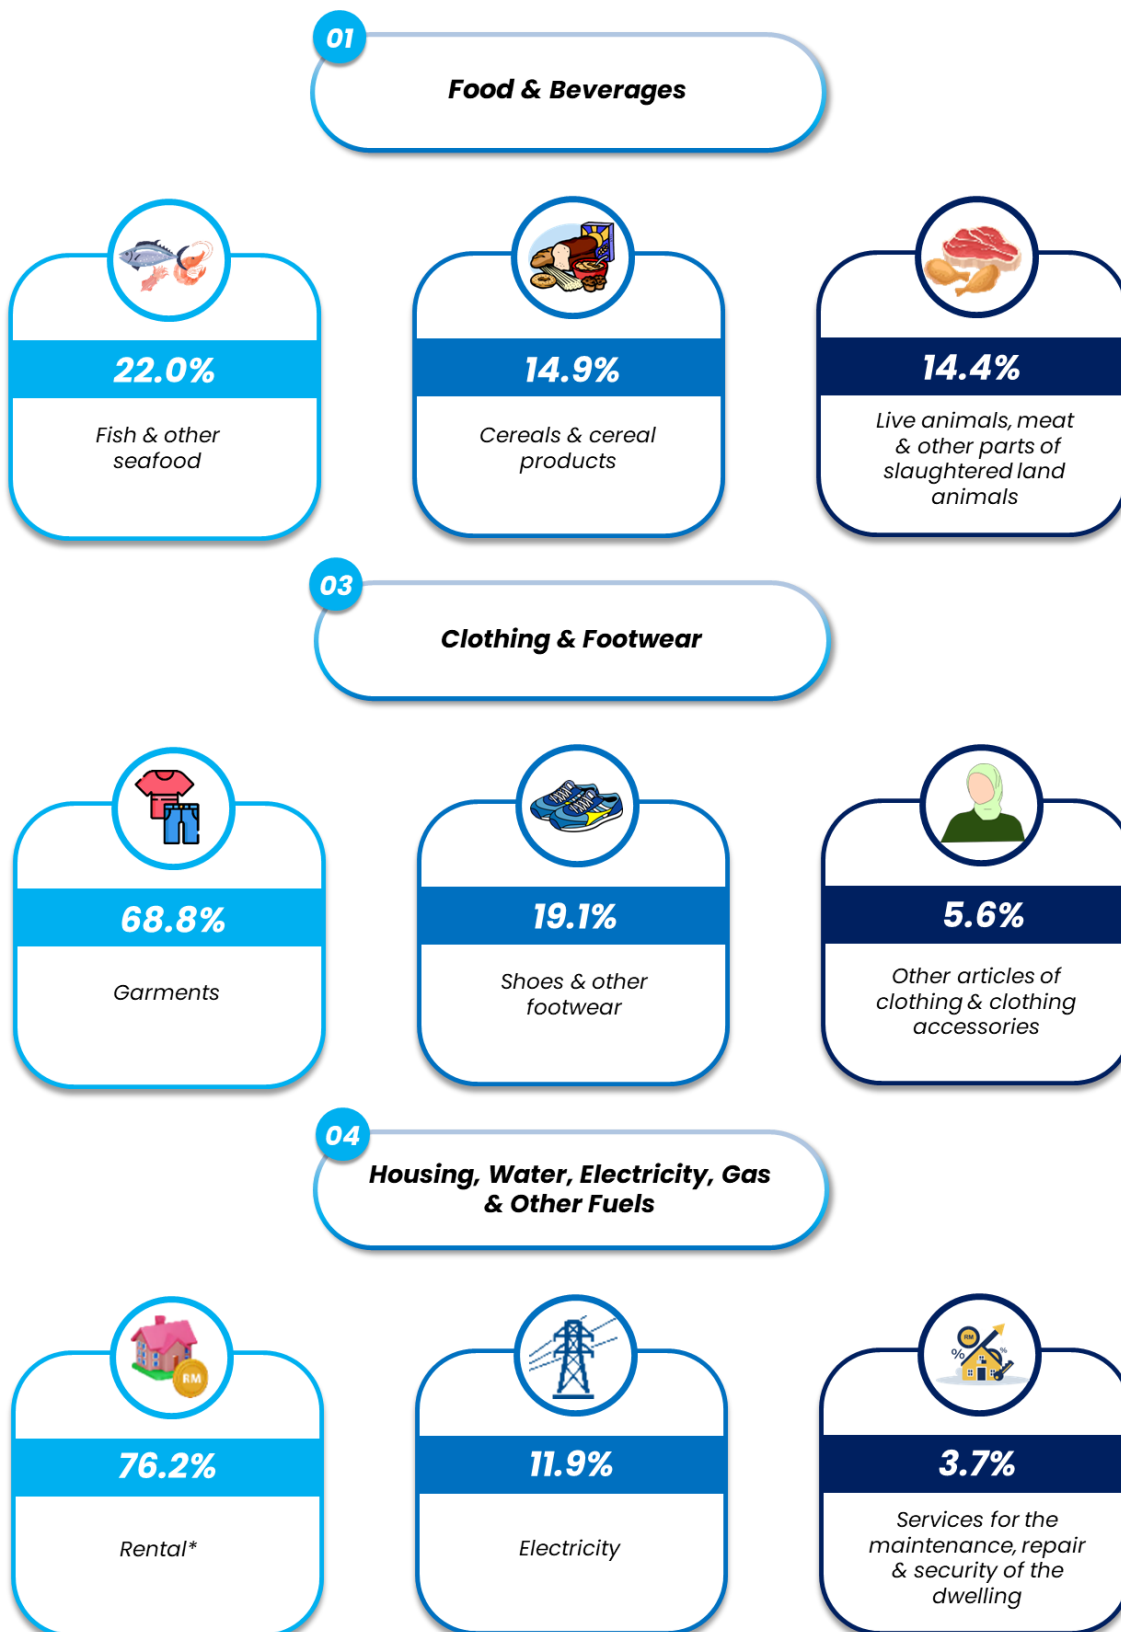 01
Food & Beverages
22.0%
Fish & other
seafood
14.9%
Cereals & cereal
products
14.4%
Live animals, meat
& other parts of
slaughtered land
animals
03
Clothing & Footwear
68.8%
Garments
19.1%
Shoes & other
footwear
5.6%
Other articles of
clothing & clothing
accessories
04
Housing, Water, Electricity, Gas
& Other Fuels
RM
76.2%
Rental*
11.9%
Electricity
RM
%
%
3.7%
Services for the
maintenance, repair
& security of the
dwelling